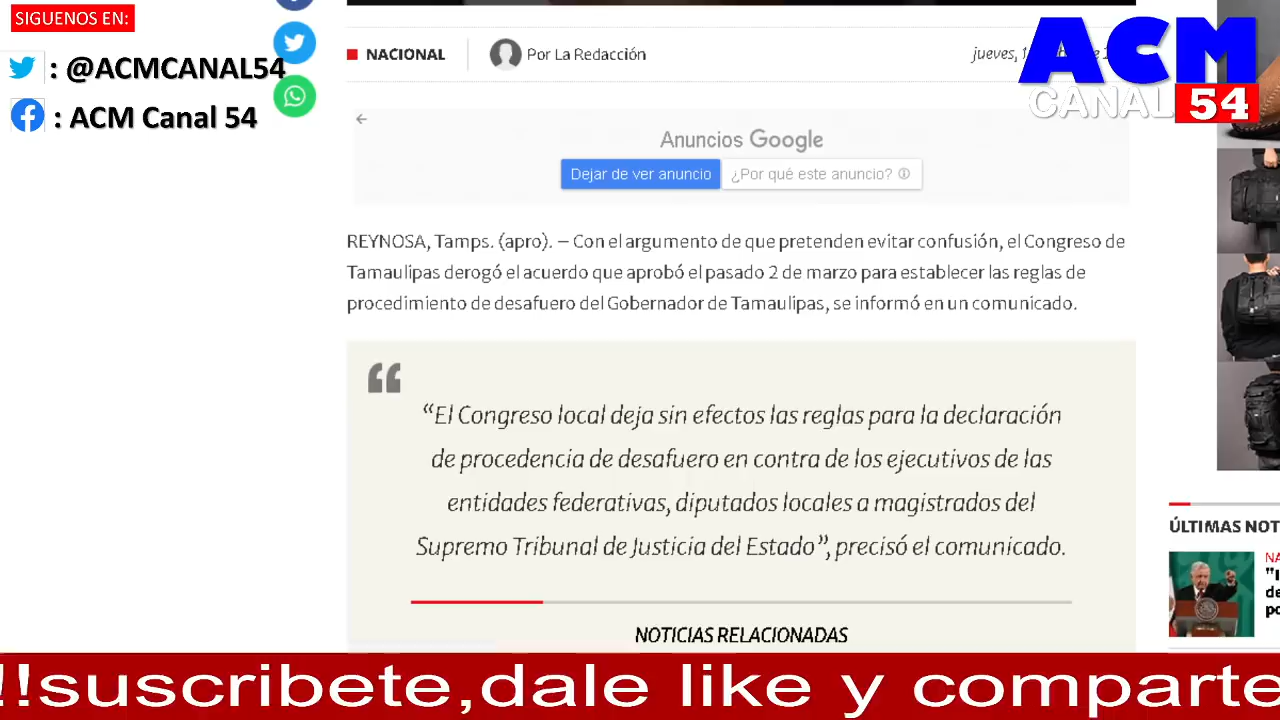 SIGUENOS EN:
: @ACMCANAL54
: ACM Canal 54
NACIONAL
Por La Redacción
jueves, 1
ACM
CANAL 54
Anuncios Google
Dejar de ver anuncio
¿Por qué este anuncio?
REYNOSA, Tamps. (apro). – Con el argumento de que pretenden evitar confusión, el Congreso de
Tamaulipas derogó el acuerdo que aprobó el pasado 2 de marzo para establecer las reglas de
procedimiento de desafuero del Gobernador de Tamaulipas, se informó en un comunicado.
“El Congreso local deja sin efectos las reglas para la declaración
de procedencia de desafuero en contra de los ejecutivos de las
entidades federativas, diputados locales a magistrados del
Supremo Tribunal de Justicia del Estado”, precisó el comunicado.
NOTICIAS RELACIONADAS
ÚLTIMAS NOT
!!suscribete,dale like y comparte